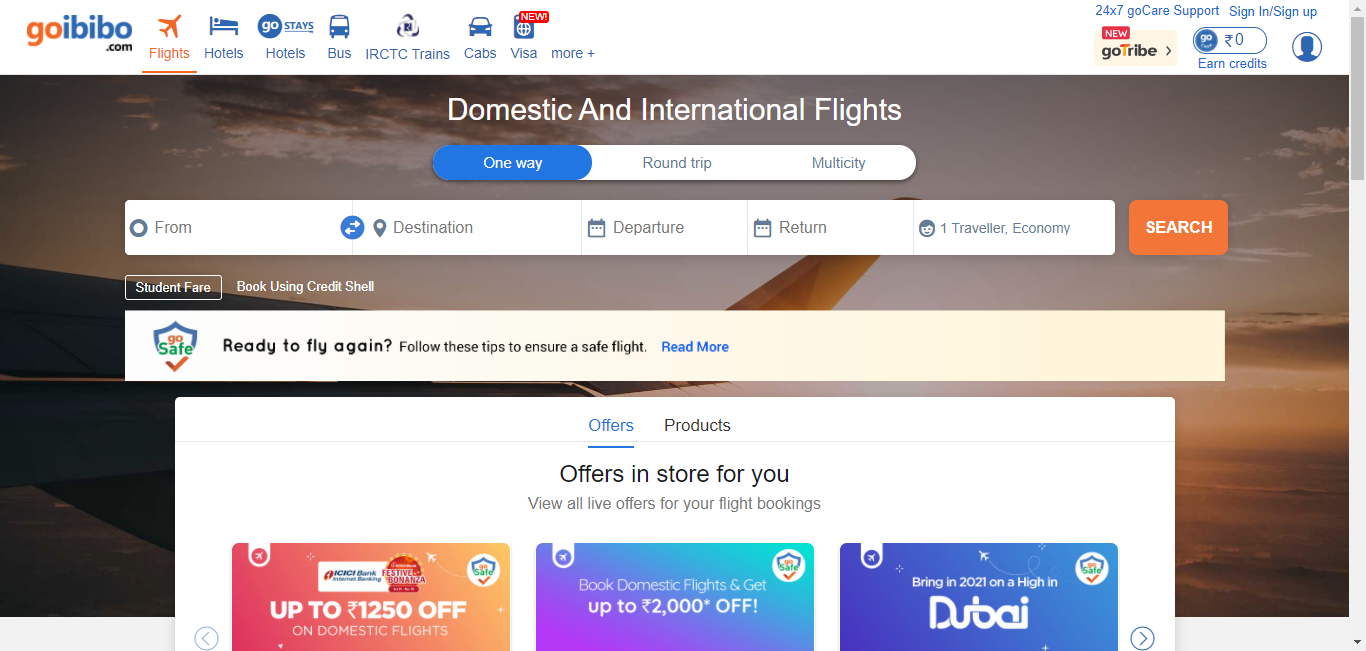 goibibo
.com
Flights
Hotels
go STAYS
Hotels
Bus
IRCTC Trains
Cabs
NEW!
Visa
more +
24x7 goCare Support
Sign In/Sign up
NEW
goTribe >
go
cash
₹0
Earn credits
Domestic And International Flights
One way
Round trip
Multicity
From
Destination
Departure
Return
1 Traveller, Economy
SEARCH
Student Fare
Book Using Credit Shell
go
Safe
Ready to fly again? Follow these tips to ensure a safe flight. Read More
Offers
Products
Offers in store for you
View all live offers for your flight bookings
ICICI Bank
Internet Banking
FESTIVE
BONANZA
go
Safe
UP TO ₹1250 OFF
ON DOMESTIC FLIGHTS
go
Safe
Book Domestic Flights & Get
up to ₹2,000* OFF!
go
Safe
Bring in 2021 on a High in
Dubai